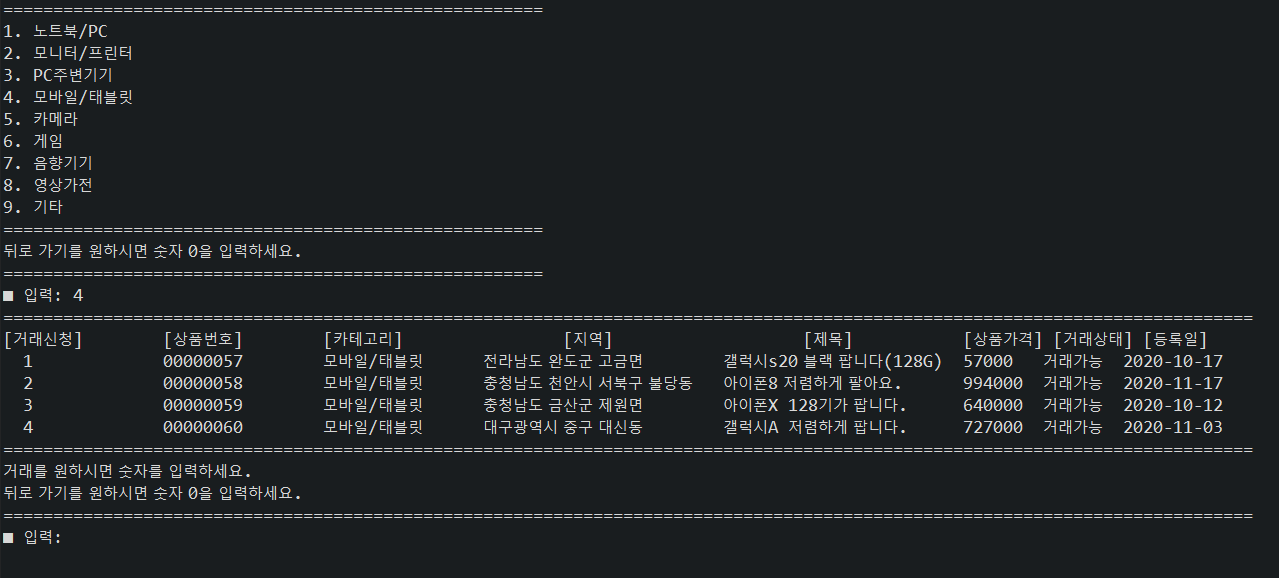 ======================================================
1. 노트북/PC
2. 모니터/프린터
3. PC주변기기
4. 모바일/태블릿
5. 카메라
6. 게임
7. 음향기기
8. 영상가전
9. 기타
======================================================
뒤로 가기를 원하시면 숫자 0을 입력하세요.
======================================================
■ 입력: 4
=============================================================================================================================
[거래신청] [상품번호] [카테고리] [지역] [제목] [상품가격] [거래상태] [등록일]
1 00000057 모바일/태블릿 전라남도 완도군 고금면 갤럭시s20 블랙 팝니다(128G) 57000 거래가능 2020-10-17
2 00000058 모바일/태블릿 충청남도 천안시 서북구 불당동 아이폰8 저렴하게 팔아요. 994000 거래가능 2020-11-17
3 00000059 모바일/태블릿 충청남도 금산군 제원면 아이폰X 128기가 팝니다. 640000 거래가능 2020-10-12
4 00000060 모바일/태블릿 대구광역시 중구 대신동 갤럭시A 저렴하게 팝니다. 727000 거래가능 2020-11-03
=============================================================================================================================
거래를 원하시면 숫자를 입력하세요.
뒤로 가기를 원하시면 숫자 0을 입력하세요.
=============================================================================================================================
■ 입력: